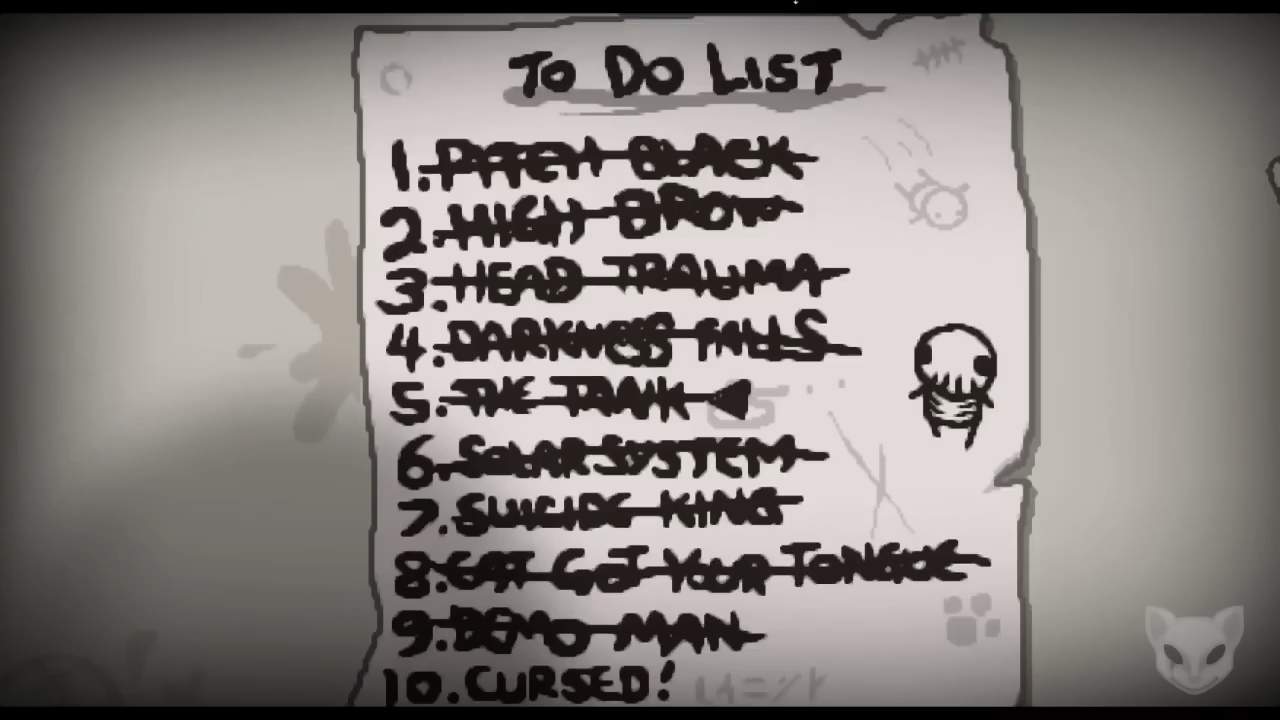 TO DO LIST
1. PITCH BLACK
2. HIGH BROW
3. HEAD TRAUMA
4. DARKNESS FALLS
5. THE TANK
6. SOLAR SYSTEM
7. SUICIDE KING
8. CAT GOT YOUR TONGUE
9. DEMO MAN
10. CURSED!